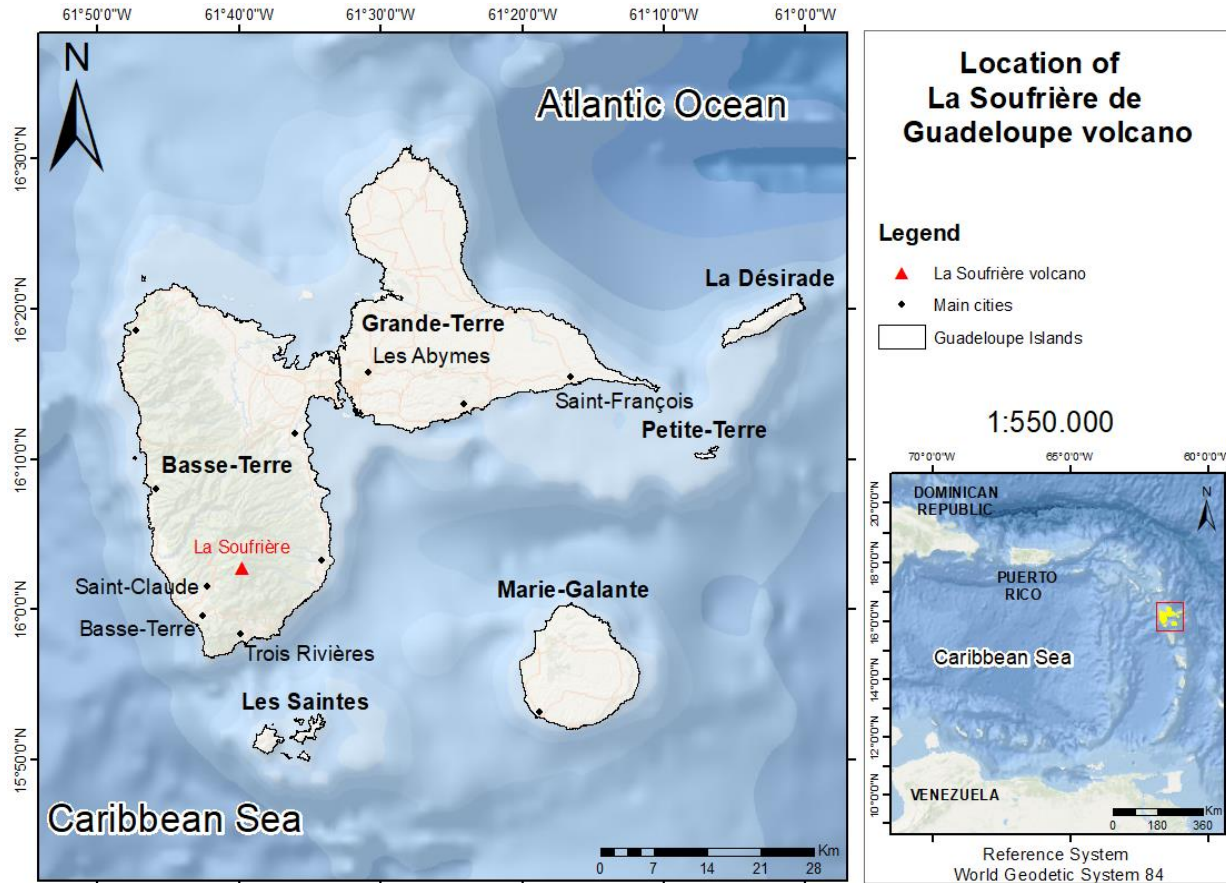 61°50'0"W
61°40'0"W
61°30'0"W
61°20'0"W
61°10'0"W
61°0'0"W
N
Atlantic Ocean
16°30'0"N
16°20'0"N
16°10'0"N
16°0'0"N
15°50'0"N
La Désirade
Grande-Terre
Les Abymes
Saint-François
Petite-Terre
Basse-Terre
La Soufrière
Saint-Claude
Basse-Terre
Trois Rivières
Marie-Galante
Les Saintes
Caribbean Sea
Km
0 7 14 21 28
Location of
La Soufrière de
Guadeloupe volcano
Legend
La Soufrière volcano
Main cities
Guadeloupe Islands
1:550.000
70°0'0"W
65°0'0"W
60°0'0"W
20°0'0"N
18°0'0"N
16°0'0"N
14°0'0"N
12°0'0"N
10°0'0"N
DOMINICAN
REPUBLIC
N
PUERTO
RICO
Caribbean Sea
VENEZUELA
Km
0 180 360
Reference System
World Geodetic System 84